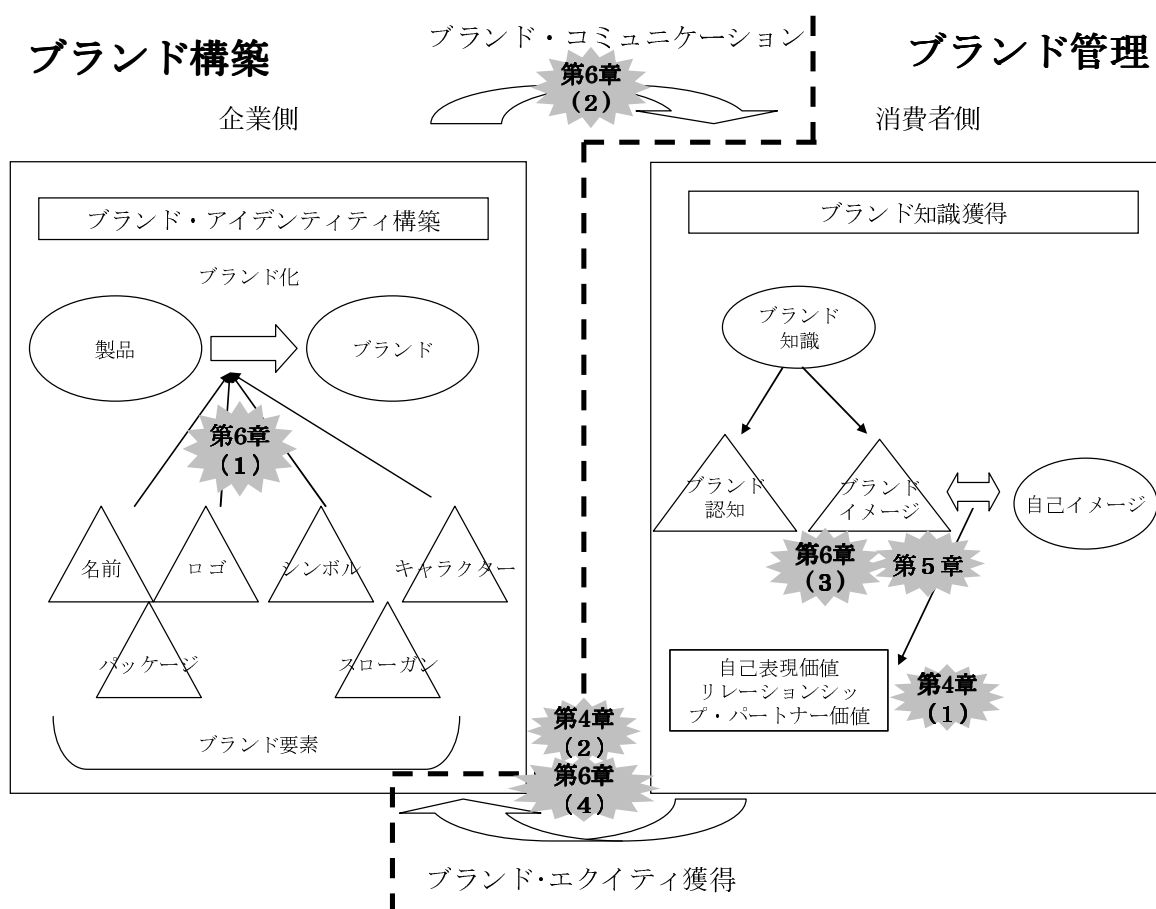 ブランド・コミュニケーション
ブランド構築
ブランド管理
第6章
（2）
企業側
消費者側
ブランド・アイデンティティ構築
ブランド化
製品
ブランド
第6章
（1）
名前
ロゴ
シンボル
キャラクター
パッケージ
スローガン
ブランド要素
ブランド知識獲得
ブランド
知識
ブランド
認知
ブランド
イメージ
自己イメージ
第6章
（3）
第５章
自己表現価値
リレーションシッ
プ・パートナー価値
第4章
（1）
第4章
（2）
第6章
（4）
ブランド・エクイティ獲得